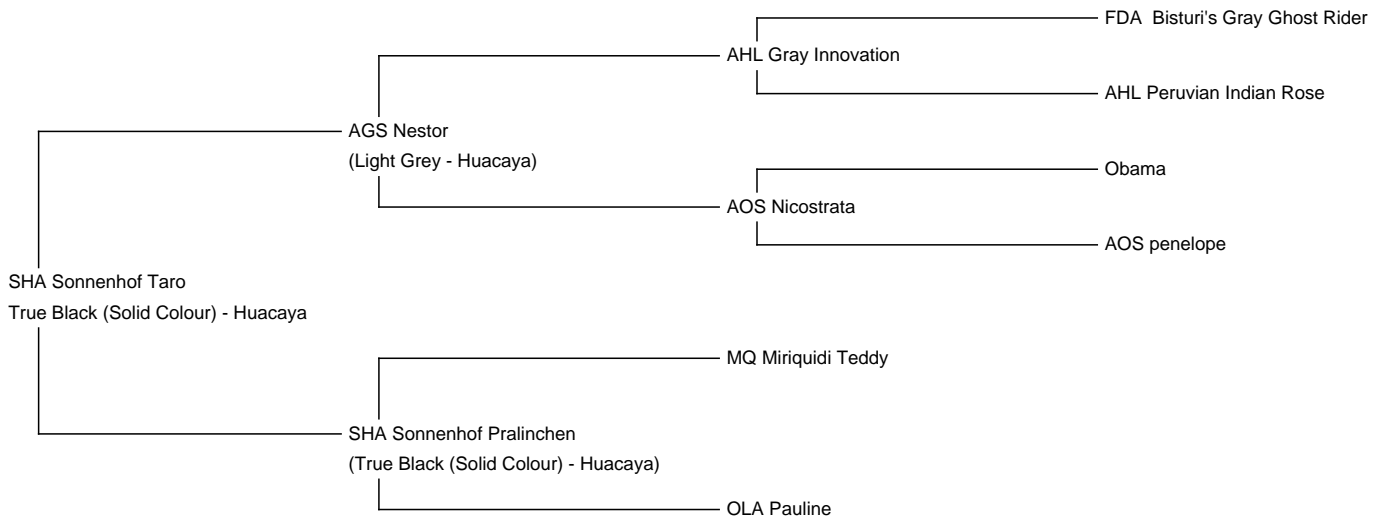 FDA  Bisturi's Gray Ghost Rider
AHL Gray Innovation
AHL Peruvian Indian Rose
AGS Nestor
(Light Grey - Huacaya)
Obama
AOS Nicostrata
AOS penelope
SHA Sonnenhof Taro
True Black (Solid Colour) - Huacaya
MQ Miriquidi Teddy
SHA Sonnenhof Pralinchen
(True Black (Solid Colour) - Huacaya)
OLA Pauline